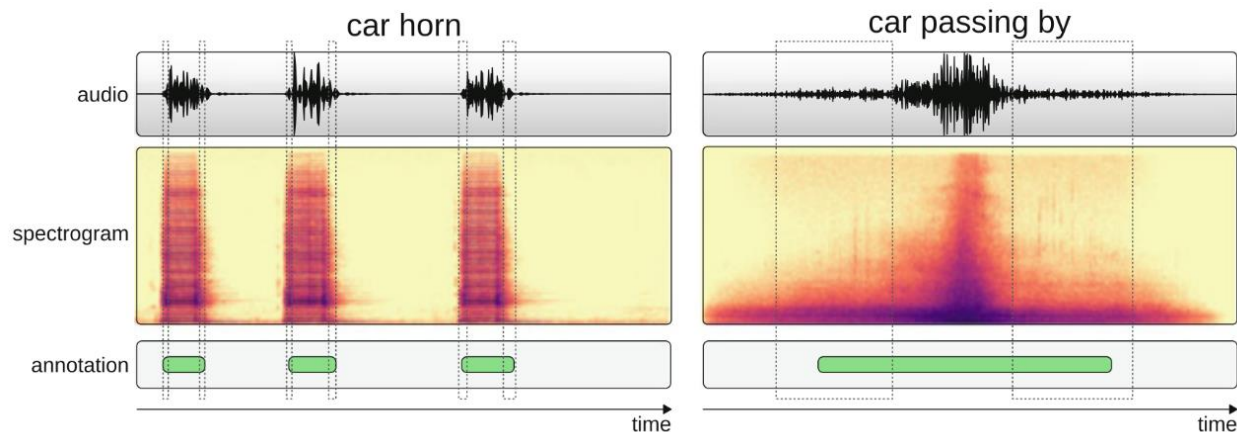 car horn
car passing by
audio
spectrogram
annotation
time
time